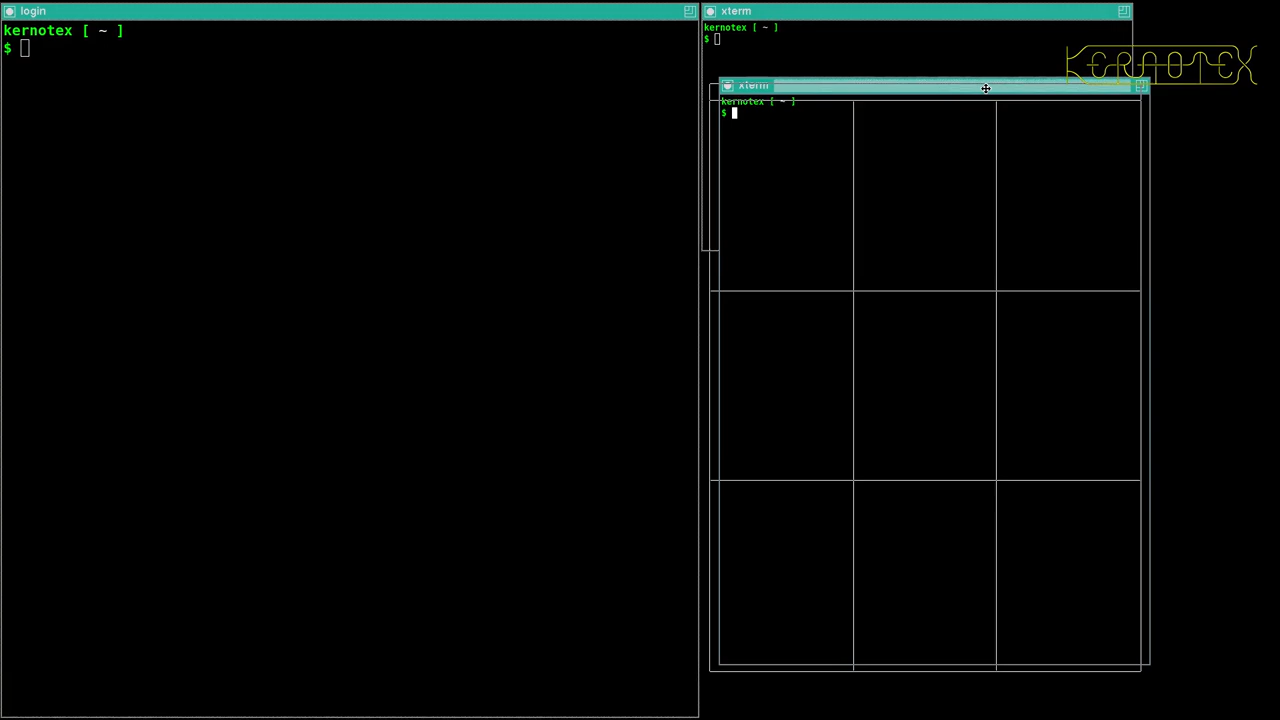 login
kernotex [ ~ ]
$
xterm
kernotex [ ~ ]
$
KERNOTEX
xterm
kernotex [ ~ ]
$